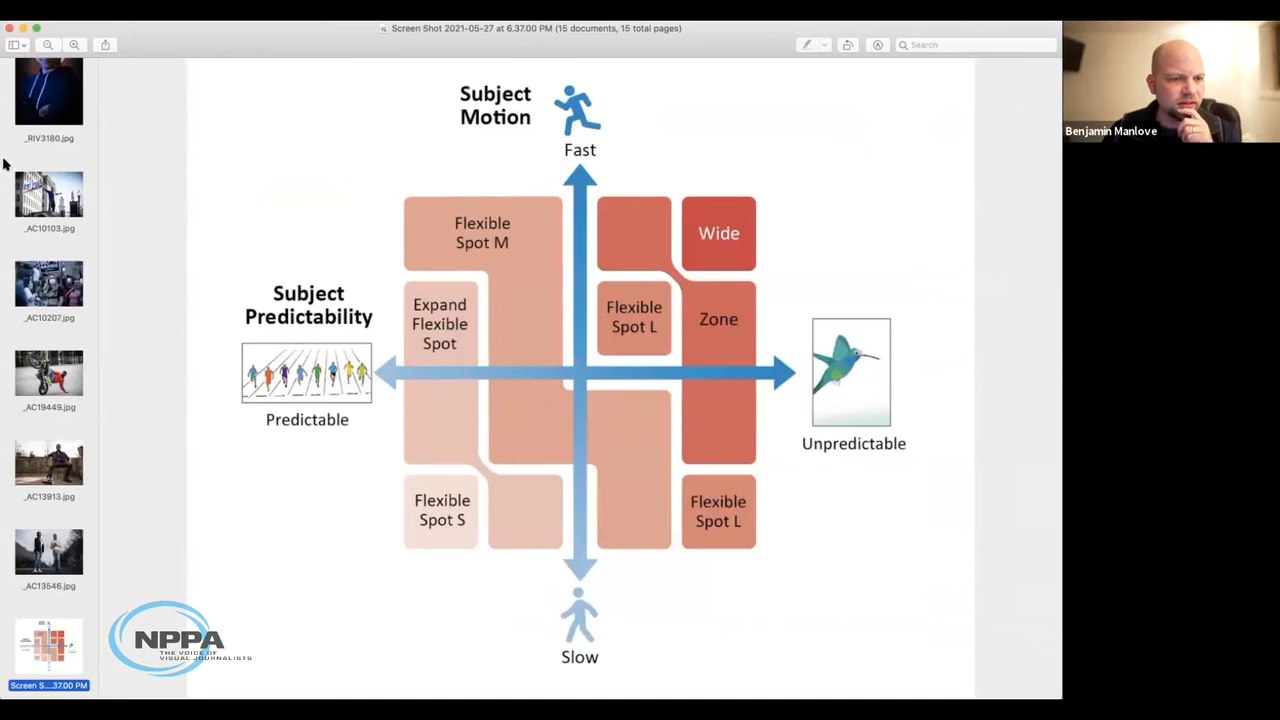 Screen Shot 2021-05-27 at 6.37.00 PM (15 documents, 15 total pages)
Search
_RIV3180.jpg
_AC10103.jpg
_AC10207.jpg
_AC19449.jpg
_AC13913.jpg
_AC13546.jpg
Screen S....37.00 PM
Subject
Motion
Fast
Flexible
Spot M
Wide
Subject
Predictability
Expand
Flexible
Spot
Flexible
Spot L
Zone
Predictable
Unpredictable
Flexible
Spot S
Flexible
Spot L
Slow
NPPA
THE VOICE OF
VISUAL JOURNALISTS
Benjamin Manlove